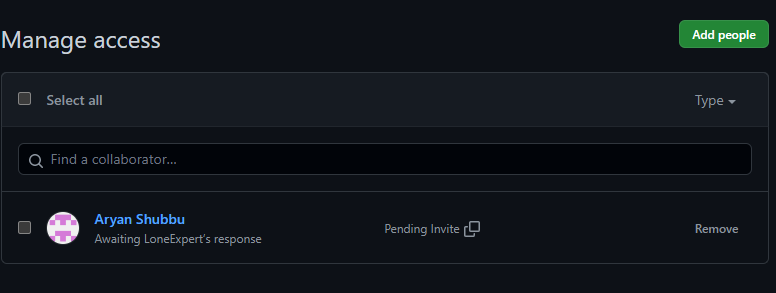 Manage access
Add people
Select all
Type
Find a collaborator...
Aryan Shubbu
Awaiting LoneExpert's response
Pending Invite
Remove